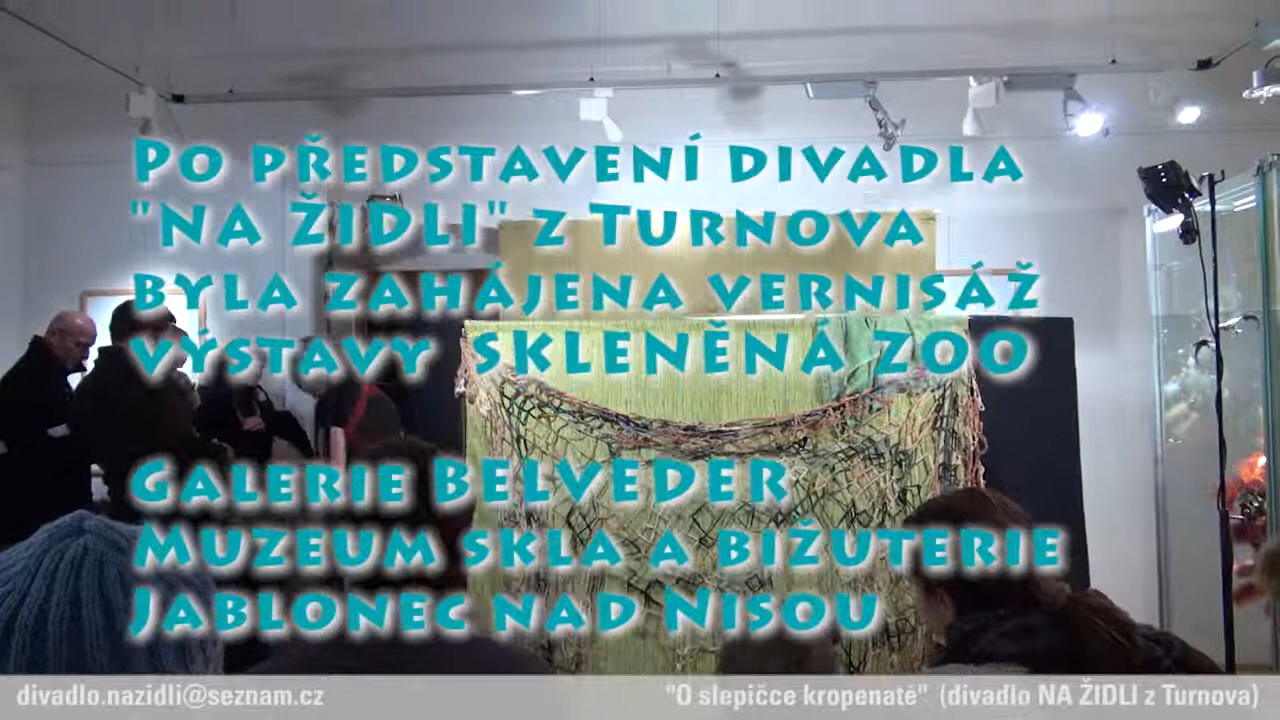 Po představení divadla
"NA ŽIDLI" z Turnova
byla zahájena vernisáž
výstavy SKLENĚNÁ ZOO
Galerie BELVEDER
Muzeum skla a bižuterie
Jablonec nad Nisou
divadlo.nazidli@seznam.cz
"O slepičce kropenaté" (divadlo NA ŽIDLI z Turnova)